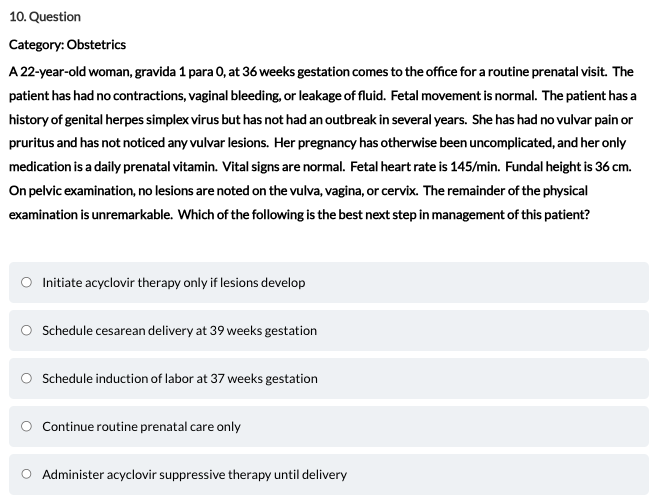 10. Question
Category: Obstetrics
A 22-year-old woman, gravida 1 para 0, at 36 weeks gestation comes to the office for a routine prenatal visit. The
patient has had no contractions, vaginal bleeding, or leakage of fluid. Fetal movement is normal. The patient has a
history of genital herpes simplex virus but has not had an outbreak in several years. She has had no vulvar pain or
pruritus and has not noticed any vulvar lesions. Her pregnancy has otherwise been uncomplicated, and her only
medication is a daily prenatal vitamin. Vital signs are normal. Fetal heart rate is 145/min. Fundal height is 36 cm.
On pelvic examination, no lesions are noted on the vulva, vagina, or cervix. The remainder of the physical
examination is unremarkable. Which of the following is the best next step in management of this patient?
Initiate acyclovir therapy only if lesions develop
Schedule cesarean delivery at 39 weeks gestation
Schedule induction of labor at 37 weeks gestation
Continue routine prenatal care only
Administer acyclovir suppressive therapy until delivery